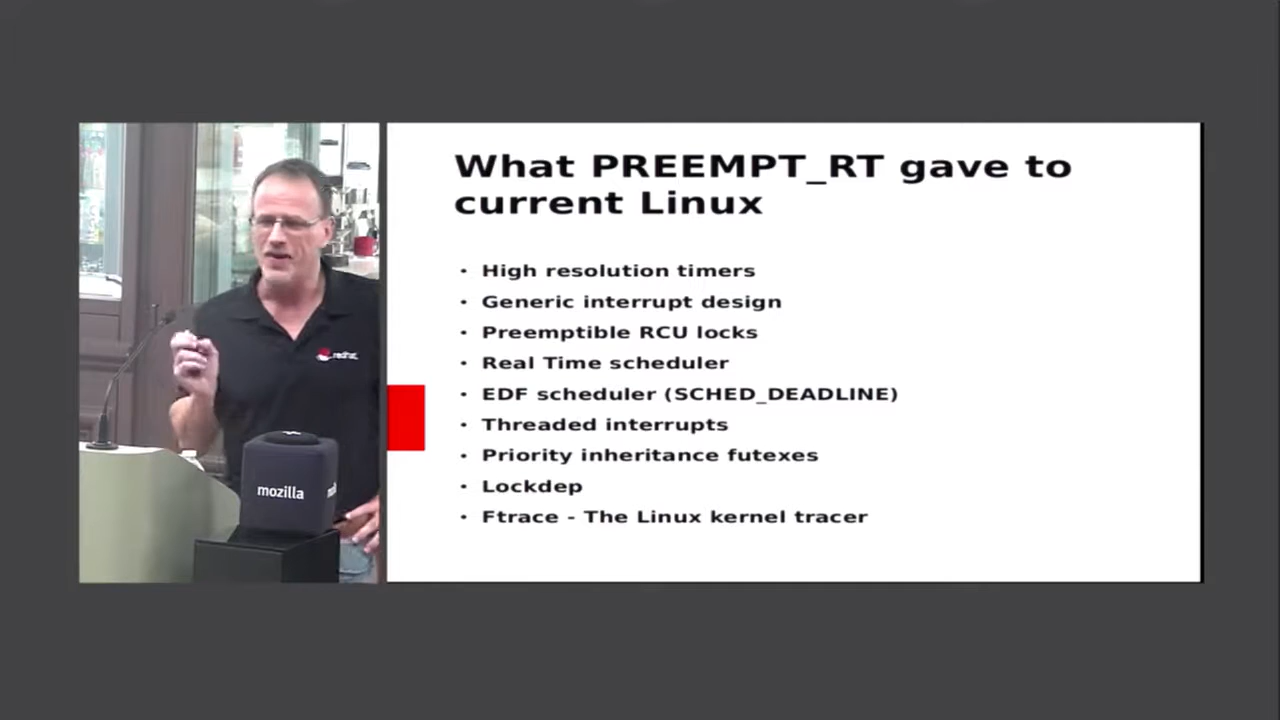 What PREEMPT_RT gave to
current Linux
• High resolution timers
• Generic interrupt design
• Preemptible RCU locks
• Real Time scheduler
• EDF scheduler (SCHED_DEADLINE)
• Threaded interrupts
• Priority inheritance futexes
• Lockdep
• Ftrace - The Linux kernel tracer
redhat
mozilla